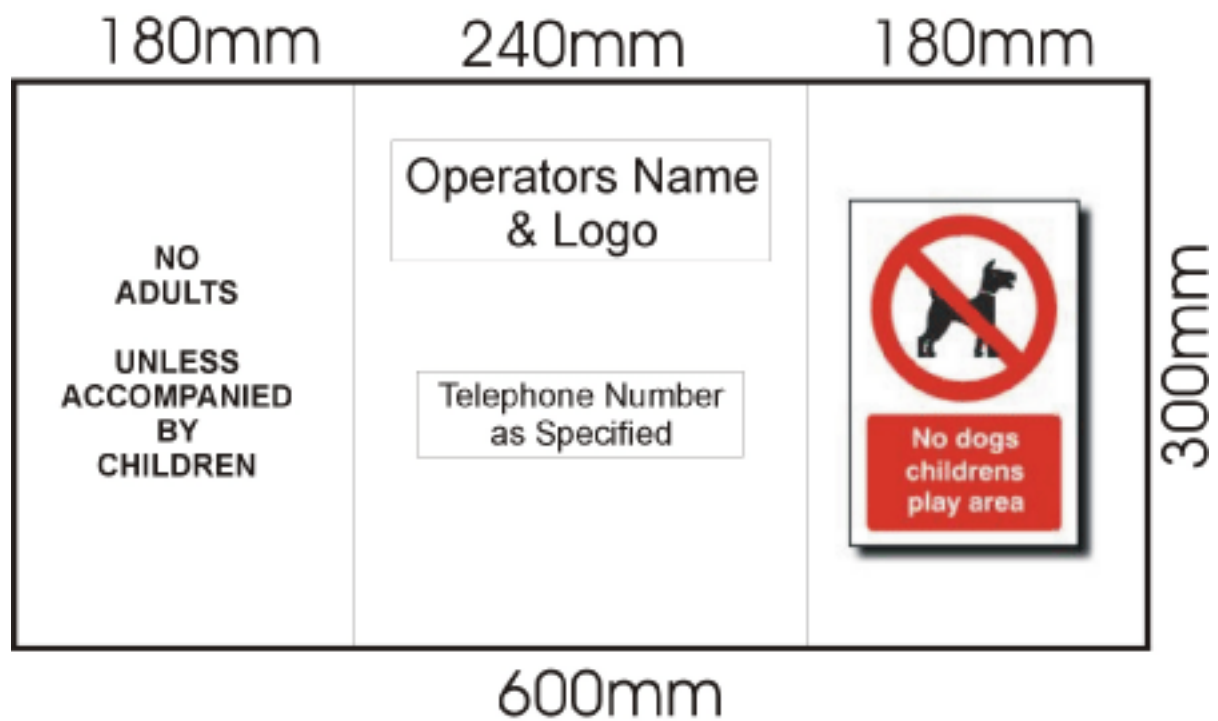 180mm
240mm
180mm
NO
ADULTS
UNLESS
ACCOMPANIED
BY
CHILDREN
Operators Name
& Logo
Telephone Number
as Specified
No dogs
childrens
play area
300mm
600mm